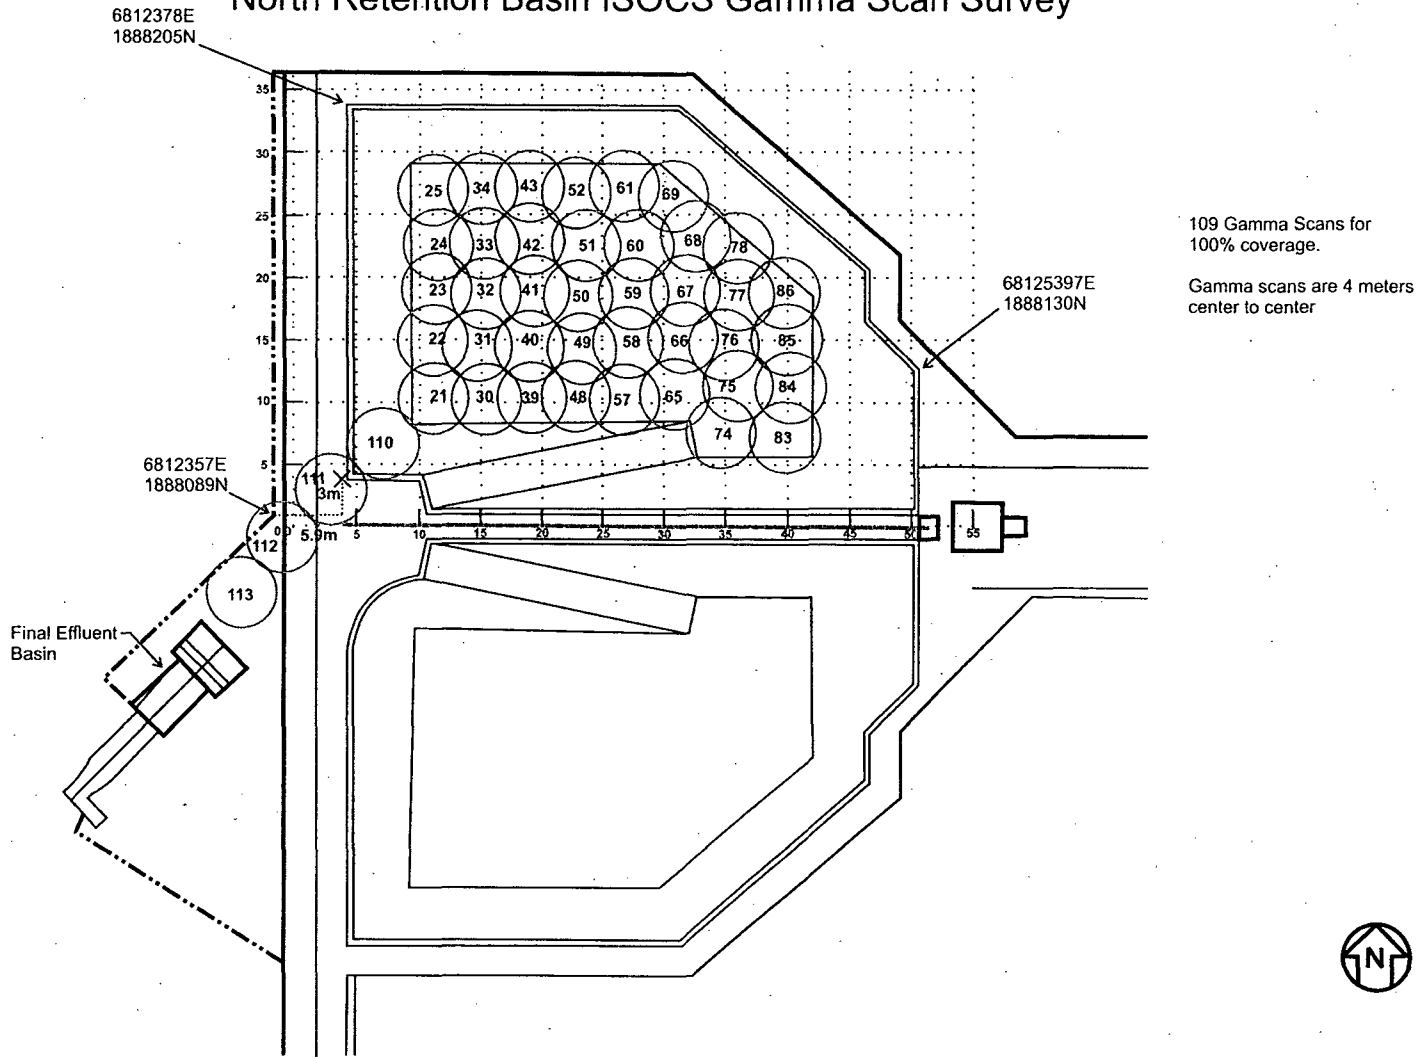 North Retention Basin ISOCS Gamma Scan Survey
6812378E
1888205N
35
30
25 34 43 52 61 69
25
24 33 42 51 60 68 78
20
23 32 41 50 59 67 77 86
15
22 31 40 49 58 66 76 85
75 84
10
21 30 39 48 57 65
74 83
110
5
111
3m
6812357E
1888089N
0,0
112
5.9m
5 10 15 20 25 30 35 40 45 50 55
113
Final Effluent
Basin
68125397E
1888130N
109 Gamma Scans for
100% coverage.
Gamma scans are 4 meters
center to center
N